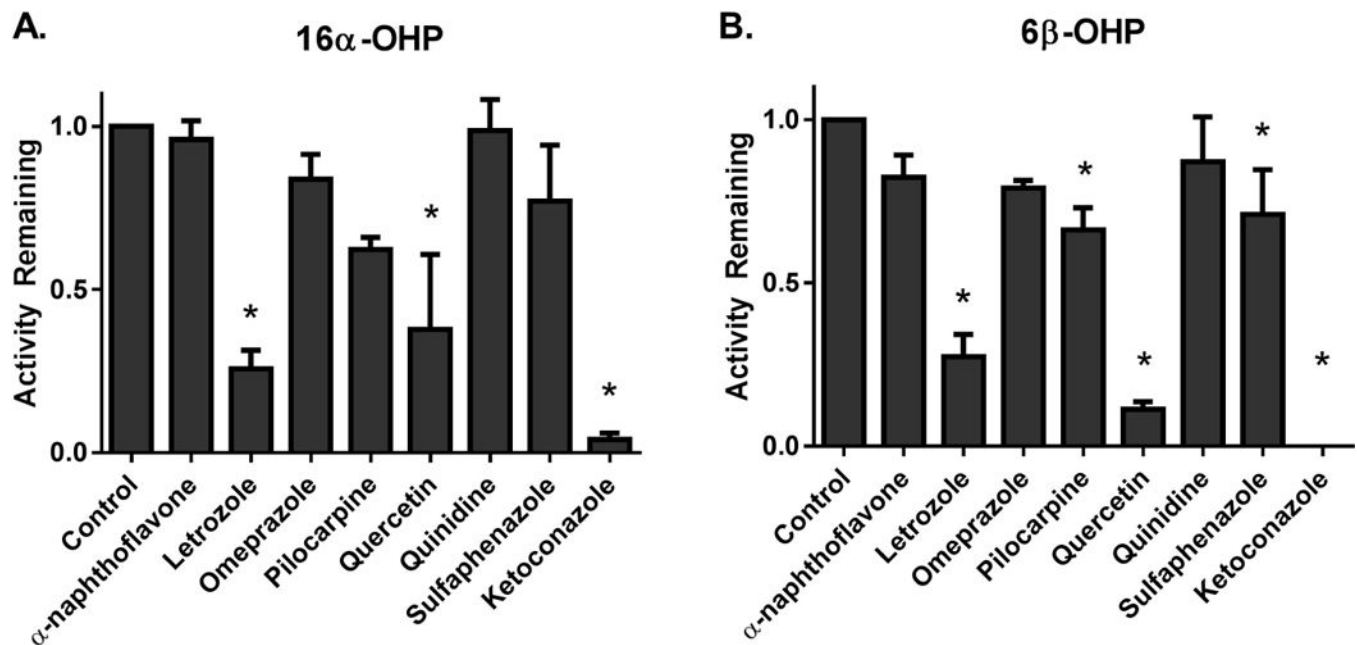 A.
16α-OHP
Activity Remaining
1.0
0.5
0.0
*
*
*
Control
α-naphthoflavone
Letrozole
Omeprazole
Pilocarpine
Quercetin
Quinidine
Sulfaphenazole
Ketoconazole
B.
6β-OHP
Activity Remaining
1.0
0.5
0.0
*
*
*
*
*
Control
α-naphthoflavone
Letrozole
Omeprazole
Pilocarpine
Quercetin
Quinidine
Sulfaphenazole
Ketoconazole